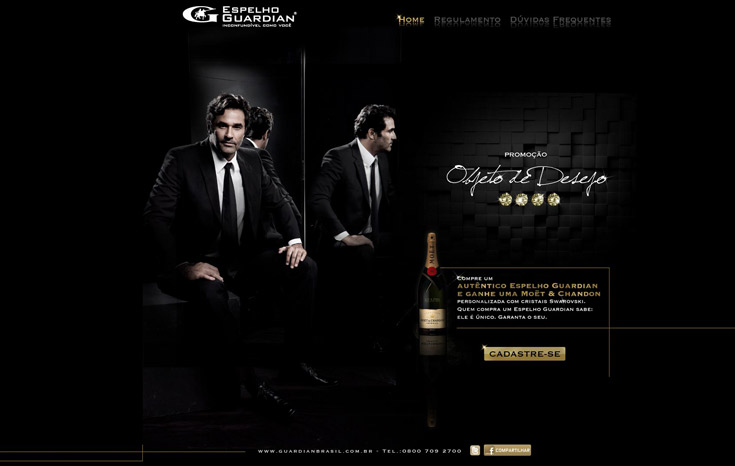 ESPELHO
GUARDIAN®
INCONFUNDÍVEL COMO VOCÊ
HOME REGULAMENTO DÚVIDAS FREQUENTES
PROMOÇÃO
Objeto de Desejo
COMPRE UM
AUTÊNTICO ESPELHO GUARDIAN
E GANHE UMA MOËT & CHANDON
PERSONALIZADA COM CRISTAIS SWAROVSKI.
QUEM COMPRA UM ESPELHO GUARDIAN SABE:
ELE É ÚNICO. GARANTA O SEU.
CADASTRE-SE
WWW.GUARDIANBRASIL.COM.BR - TEL.:0800 709 2700
COMPARTILHAR